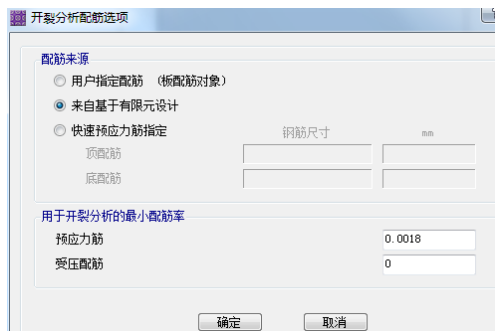 开裂分析配筋选项
配筋来源
用户指定配筋 (板配筋对象)
来自基于有限元设计
快速预应力筋指定 钢筋尺寸 mm
顶配筋
底配筋
用于开裂分析的最小配筋率
预应力筋 0.0018
受压配筋 0
确定 取消